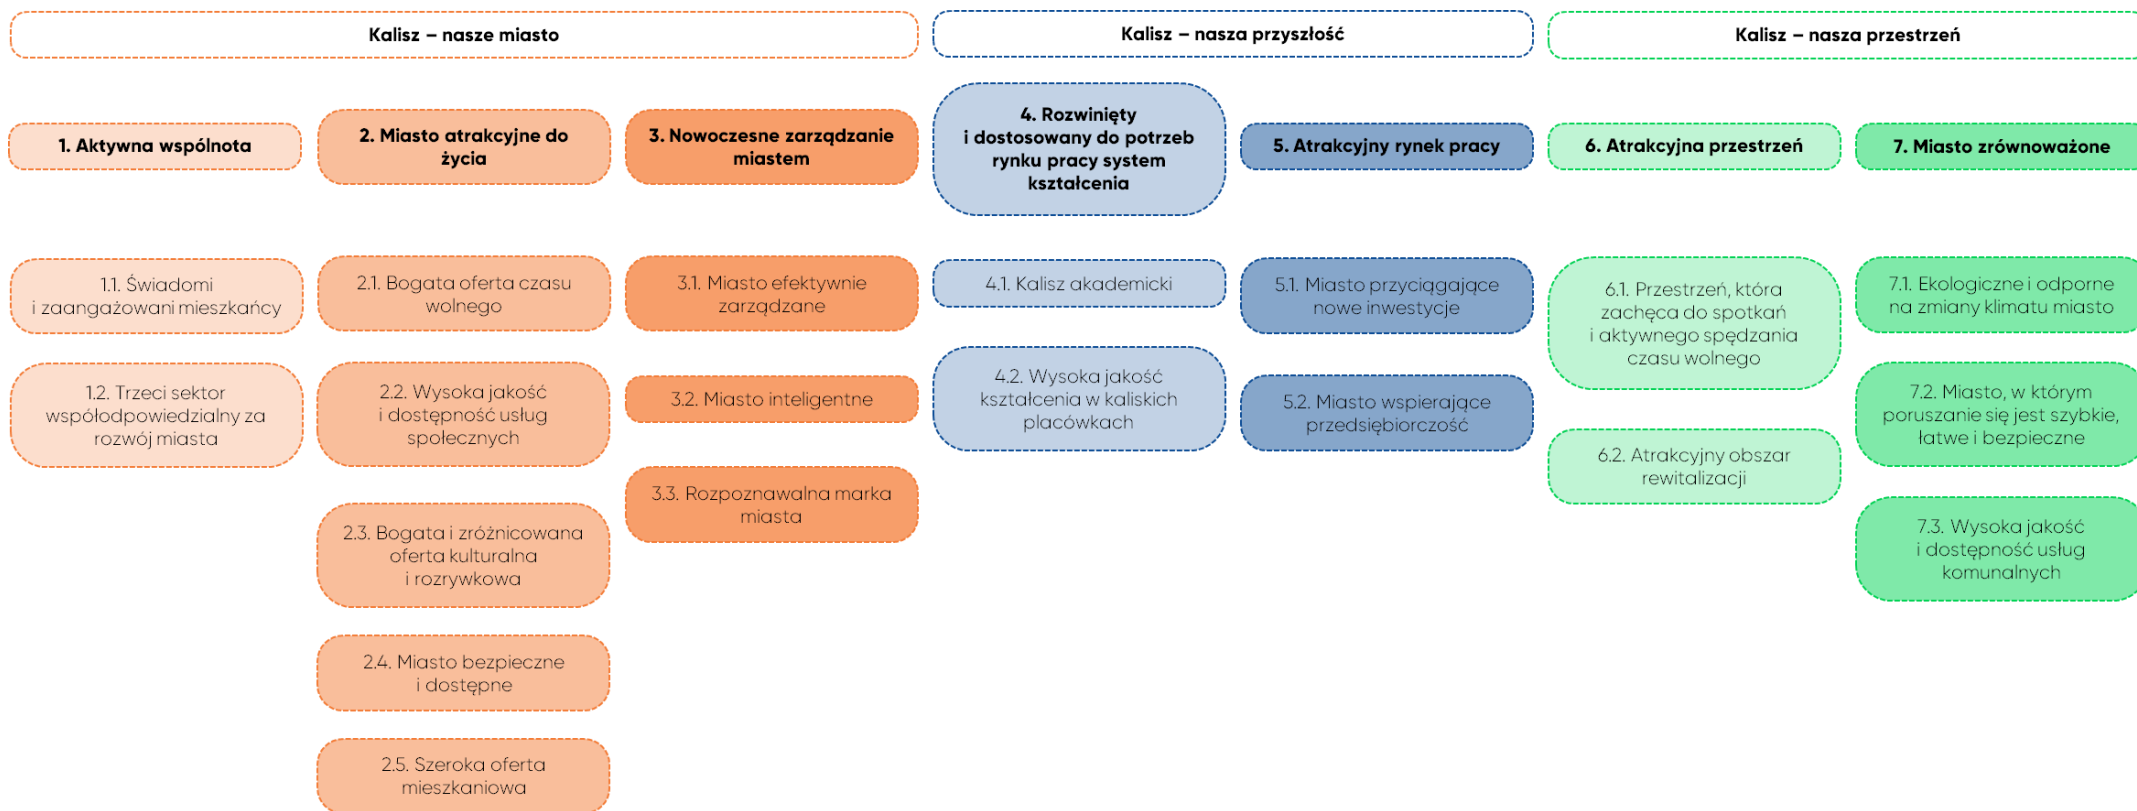 Kalisz – nasze miasto
Kalisz – nasza przyszłość
Kalisz – nasza przestrzeń
1. Aktywna wspólnota
2. Miasto atrakcyjne do
życia
3. Nowoczesne zarządzanie
miastem
4. Rozwinięty
i dostosowany do potrzeb
rynku pracy system
kształcenia
5. Atrakcyjny rynek pracy
6. Atrakcyjna przestrzeń
7. Miasto zrównoważone
1.1. Świadomi
i zaangażowani mieszkańcy
1.2. Trzeci sektor
współodpowiedzialny za
rozwój miasta
2.1. Bogata oferta czasu
wolnego
2.2. Wysoka jakość
i dostępność usług
społecznych
2.3. Bogata i zróżnicowana
oferta kulturalna
i rozrywkowa
2.4. Miasto bezpieczne
i dostępne
2.5. Szeroka oferta
mieszkaniowa
3.1. Miasto efektywnie
zarządzane
3.2. Miasto inteligentne
3.3. Rozpoznawalna marka
miasta
4.1. Kalisz akademicki
4.2. Wysoka jakość
kształcenia w kaliskich
placówkach
5.1. Miasto przyciągające
nowe inwestycje
5.2. Miasto wspierające
przedsiębiorczość
6.1. Przestrzeń, która
zachęca do spotkań
i aktywnego spędzania
czasu wolnego
6.2. Atrakcyjny obszar
rewitalizacji
7.1. Ekologiczne i odporne
na zmiany klimatu miasto
7.2. Miasto, w którym
poruszanie się jest szybkie,
łatwe i bezpieczne
7.3. Wysoka jakość
i dostępność usług
komunalnych